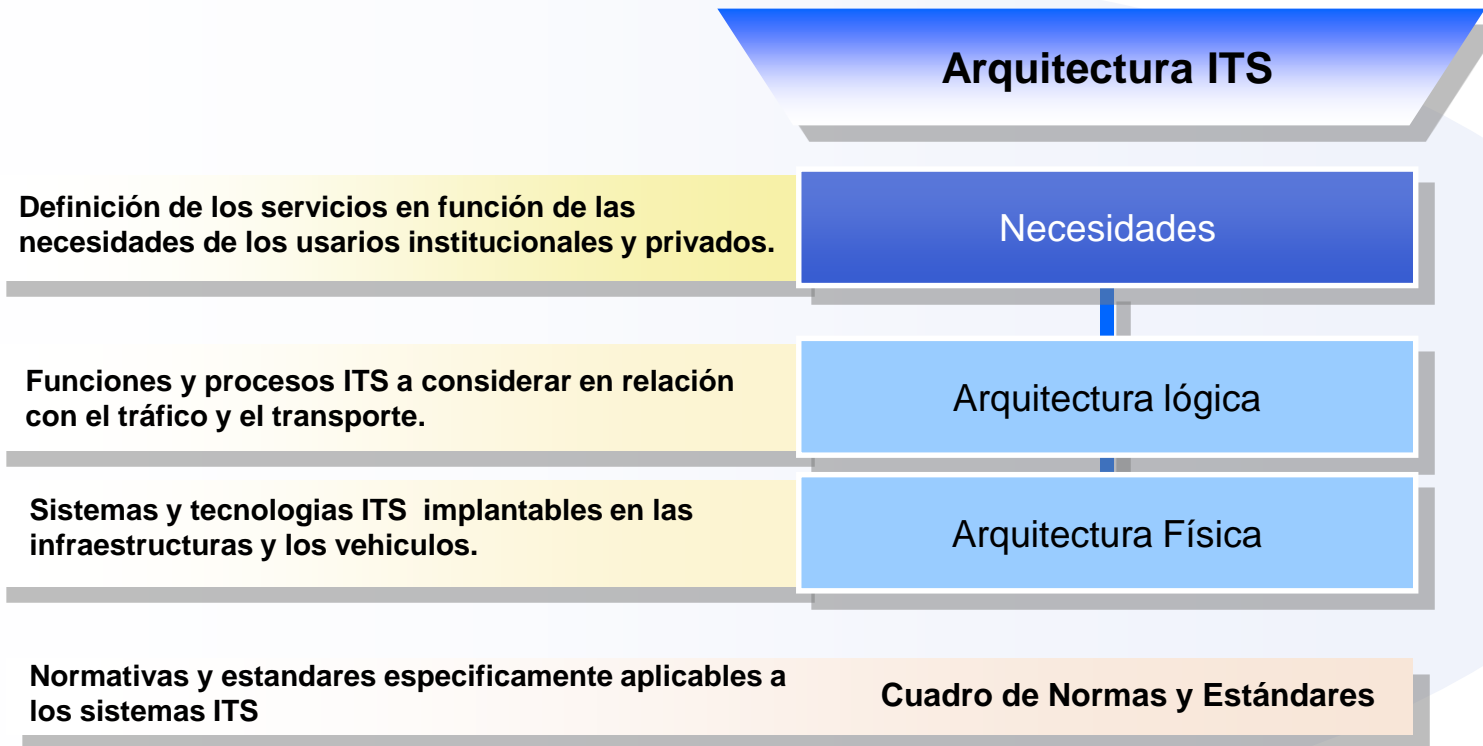 Arquitectura ITS
Definición de los servicios en función de las
necesidades de los usarios institucionales y privados.
Necesidades
Funciones y procesos ITS a considerar en relación
con el tráfico y el transporte.
Arquitectura lógica
Sistemas y tecnologias ITS implantables en las
infraestructuras y los vehiculos.
Arquitectura Física
Normativas y estandares especificamente aplicables a
los sistemas ITS
Cuadro de Normas y Estándares